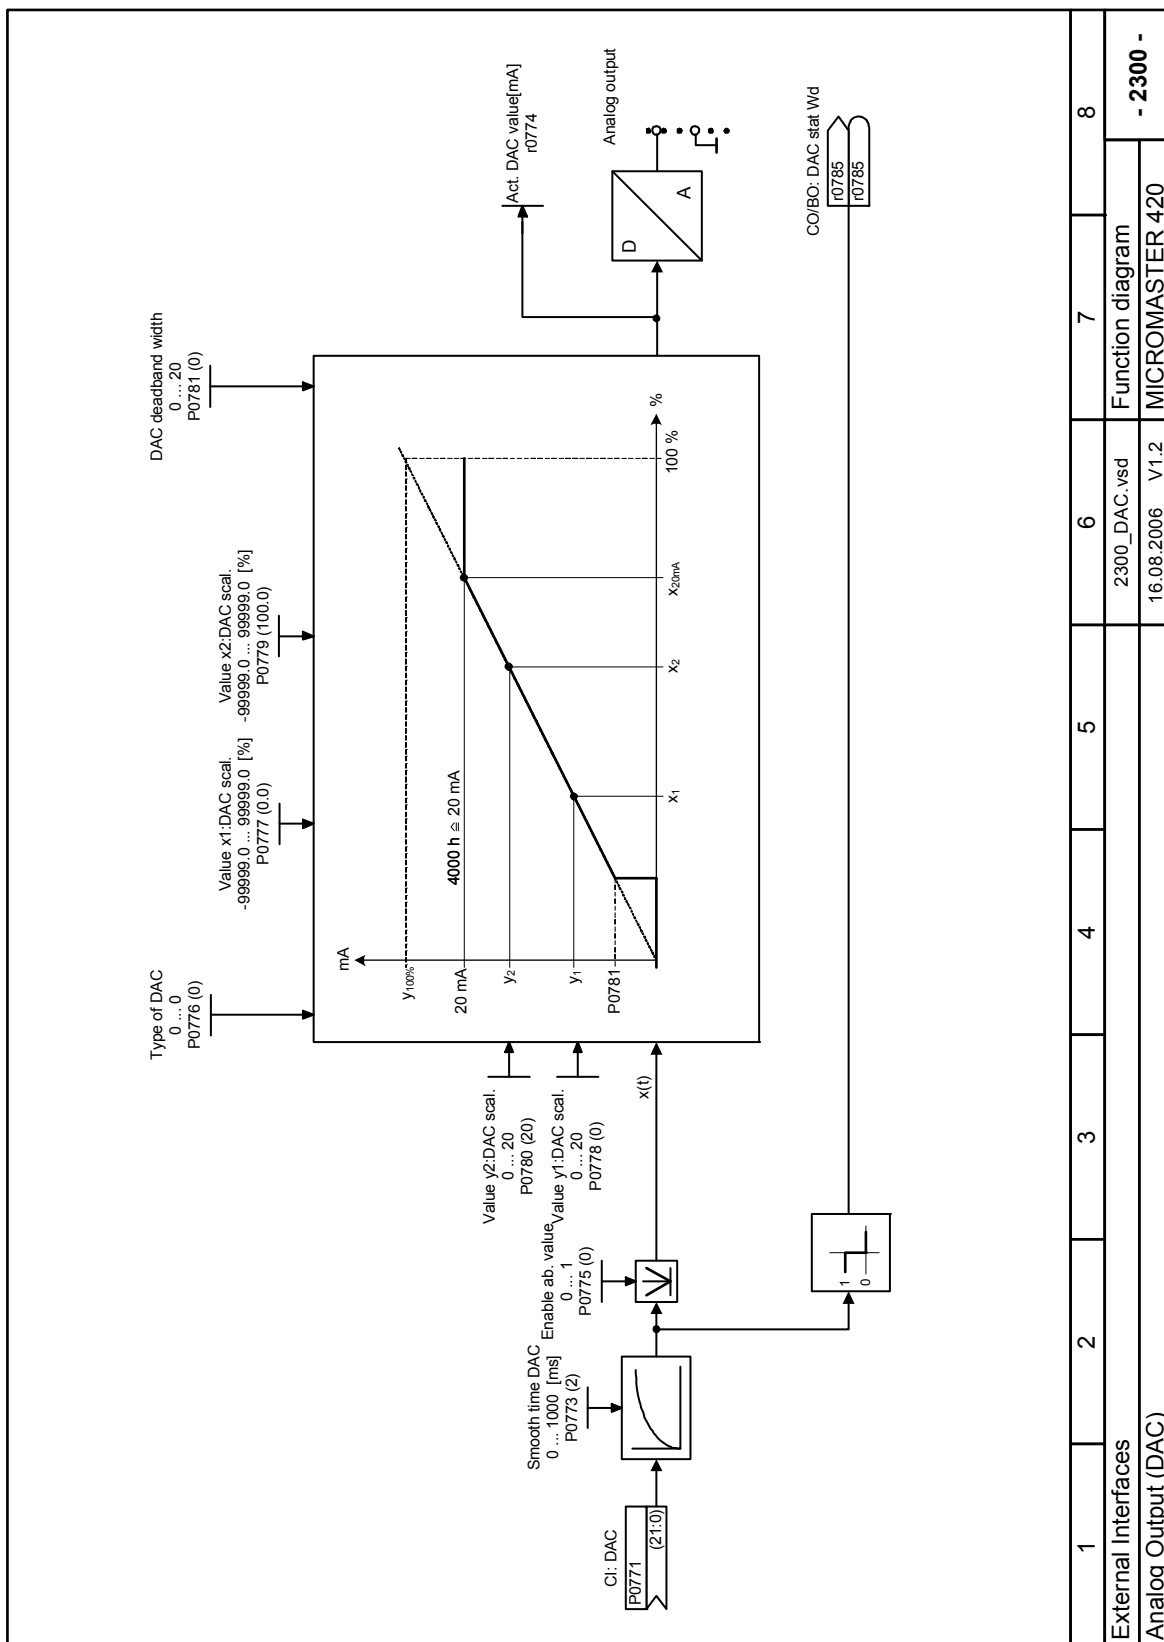 Type of DAC
0 ... 0
P0776 (0)
Value x1:DAC scal.
-99999.0 ... 99999.0 [%]
P0777 (0.0)
Value x2:DAC scal.
-99999.0 ... 99999.0 [%]
P0779 (100.0)
DAC deadband width
0 ... 20
P0781 (0)
mA
y100%
20 mA
4000 h ≙ 20 mA
y2
y1
P0781
x1
x2
x20mA
100 %
%
Act. DAC value[mA]
r0774
Analog output
D
A
Value y2:DAC scal.
0 ... 20
P0780 (20)
Value y1:DAC scal.
0 ... 20
P0778 (0)
x(t)
Smooth time DAC
0 ... 1000 [ms]
P0773 (2)
Enable ab. value
0 ... 1
P0775 (0)
CI: DAC
P0771
(21:0)
1
0
CO/BO: DAC stat Wd
r0785
r0785
1 2 3 4 5 6 7 8
External Interfaces
2300_DAC.vsd
Function diagram
- 2300 -
Analog Output (DAC)
16.08.2006 V1.2
MICROMASTER 420